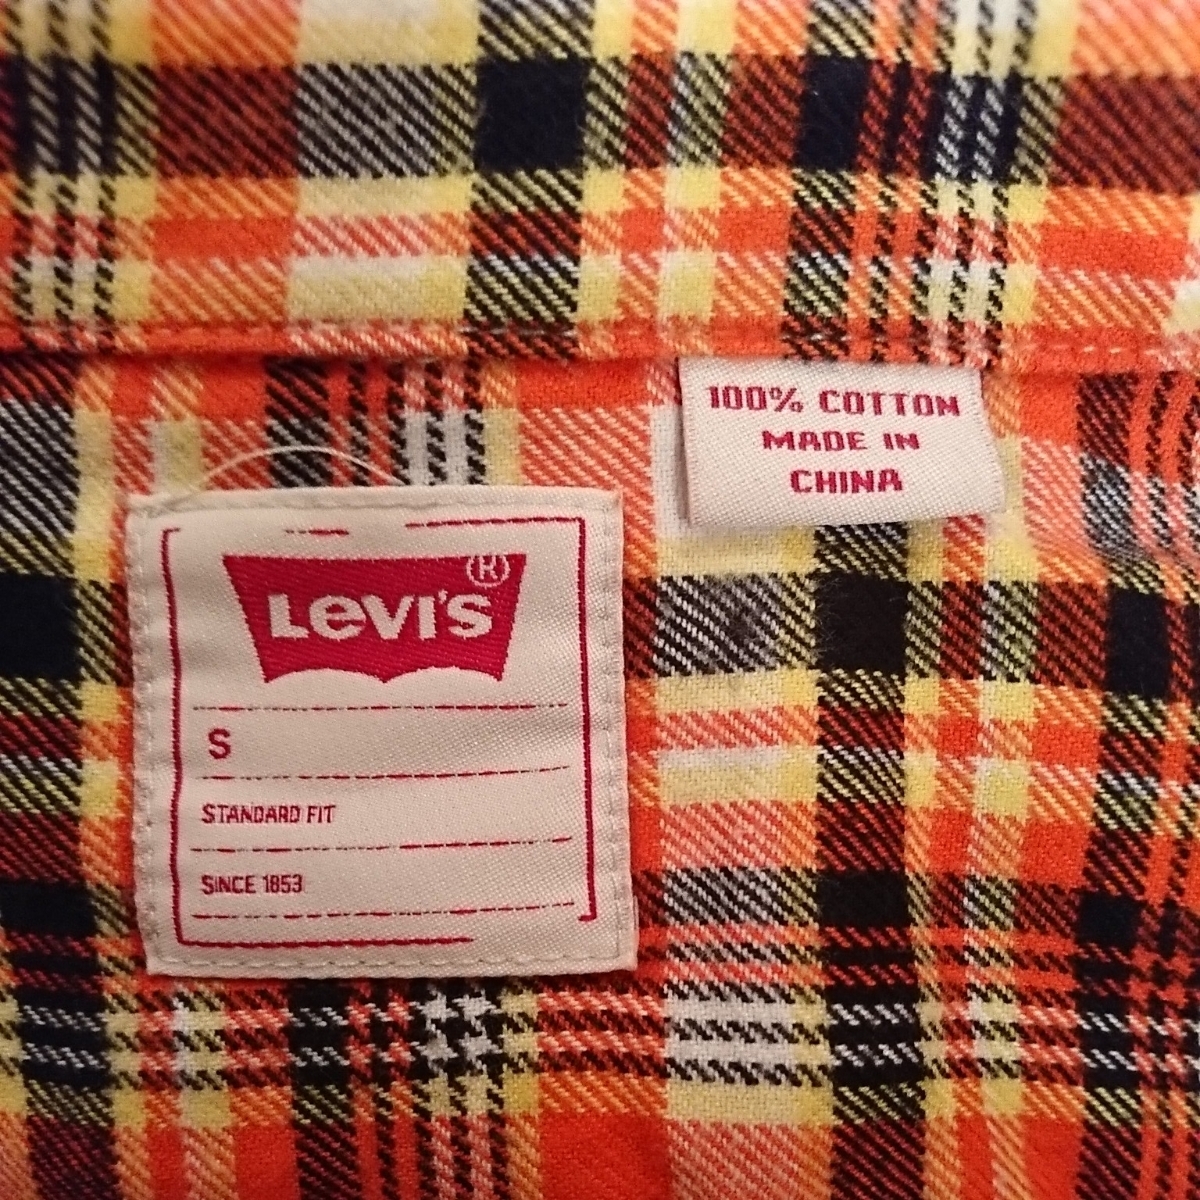 100% COTTON
MADE IN
CHINA
LEVI'S®
S
STANDARD FIT
SINCE 1853